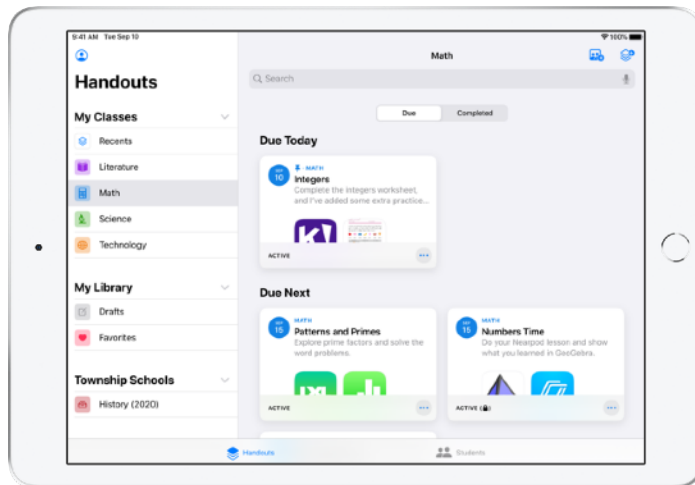 9:41 AM Tue Sep 10
100%
Handouts
My Classes
Recents
Literature
Math
Science
Technology
My Library
Drafts
Favorites
Township Schools
History (2020)
Math
Search
Due Completed
Due Today
SEP
10
MATH
Integers
Complete the integers worksheet,
and I've added some extra practice...
K!
ACTIVE
Due Next
SEP
15
MATH
Patterns and Primes
Explore prime factors and solve the
word problems.
IXL
ACTIVE
SEP
15
MATH
Numbers Time
Do your Nearpod lesson and show
what you learned in GeoGebra.
ACTIVE
Handouts
Students